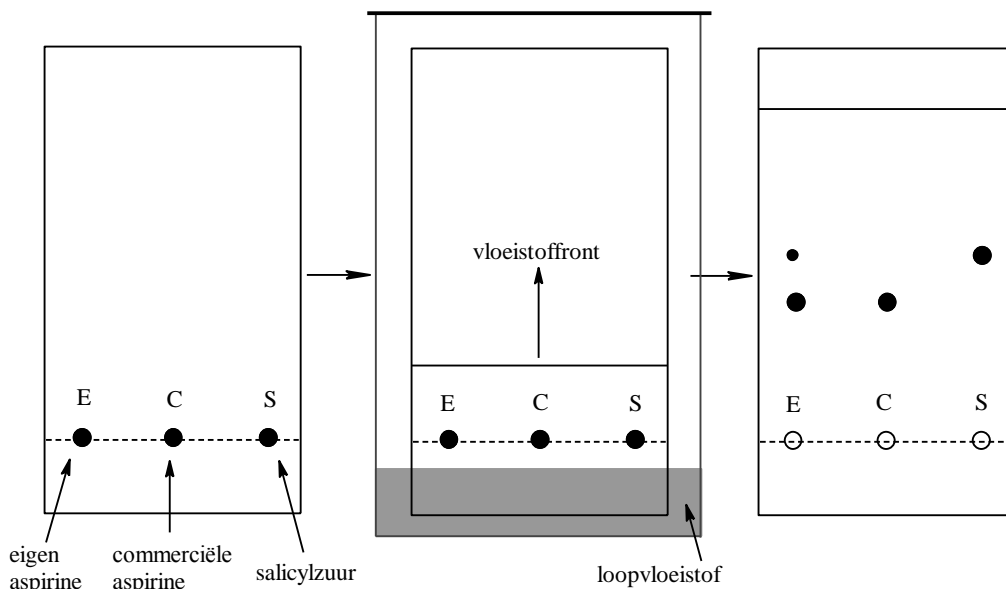 vloeistoffront
E C S
E C S
E C S
eigen
aspirine
commerciële
aspirine
salicylzuur
loopvloeistof